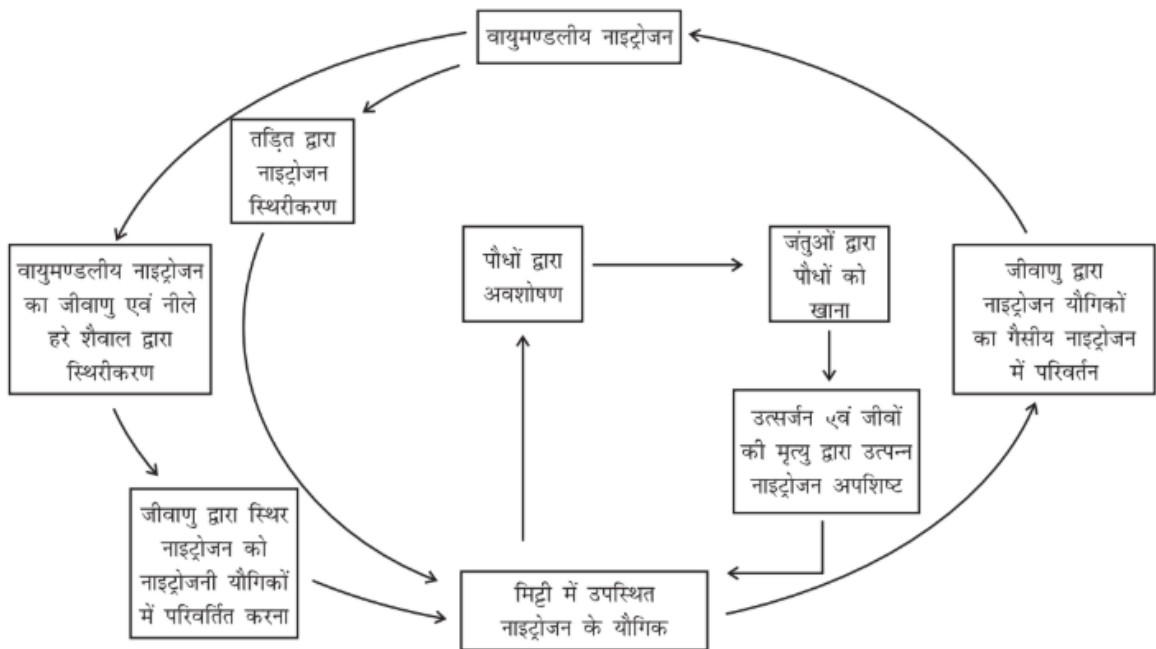 वायुमण्डलीय नाइट्रोजन
तड़ित द्वारा
नाइट्रोजन
स्थिरीकरण
वायुमण्डलीय नाइट्रोजन
का जीवाणु एवं नीले
हरे शैवाल द्वारा
स्थिरीकरण
पौधों द्वारा
अवशोषण
जंतुओं द्वारा
पौधों को
खाना
जीवाणु द्वारा
नाइट्रोजन यौगिकों
का गैसीय नाइट्रोजन
में परिवर्तन
उत्सर्जन एवं जीवों
की मृत्यु द्वारा उत्पन्न
नाइट्रोजन अपशिष्ट
जीवाणु द्वारा स्थिर
नाइट्रोजन को
नाइट्रोजनी यौगिकों
में परिवर्तित करना
मिट्टी में उपस्थित
नाइट्रोजन के यौगिक